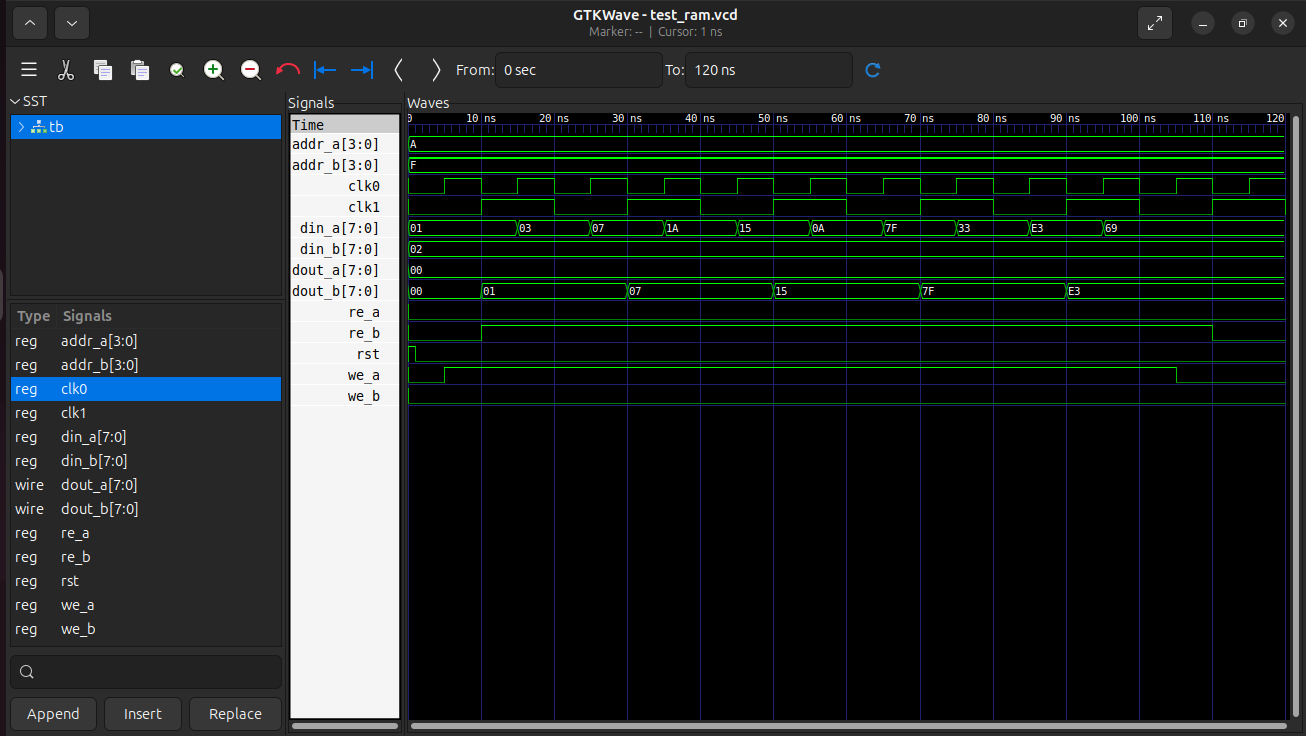 GTKWave - test_ram.vcd
Marker: -- | Cursor: 1 ns
From: 0 sec To: 120 ns
SST
tb
Type Signals
reg addr_a[3:0]
reg addr_b[3:0]
reg clk0
reg clk1
reg din_a[7:0]
reg din_b[7:0]
wire dout_a[7:0]
wire dout_b[7:0]
reg re_a
reg re_b
reg rst
reg we_a
reg we_b
Append Insert Replace
Signals
Time
addr_a[3:0]
addr_b[3:0]
clk0
clk1
din_a[7:0]
din_b[7:0]
dout_a[7:0]
dout_b[7:0]
re_a
re_b
rst
we_a
we_b
Waves
0 10 ns 20 ns 30 ns 40 ns 50 ns 60 ns 70 ns 80 ns 90 ns 100 ns 110 ns 120
A
F
01 03 07 1A 15 0A 7F 33 E3 69
02
00
00 01 07 15 7F E3